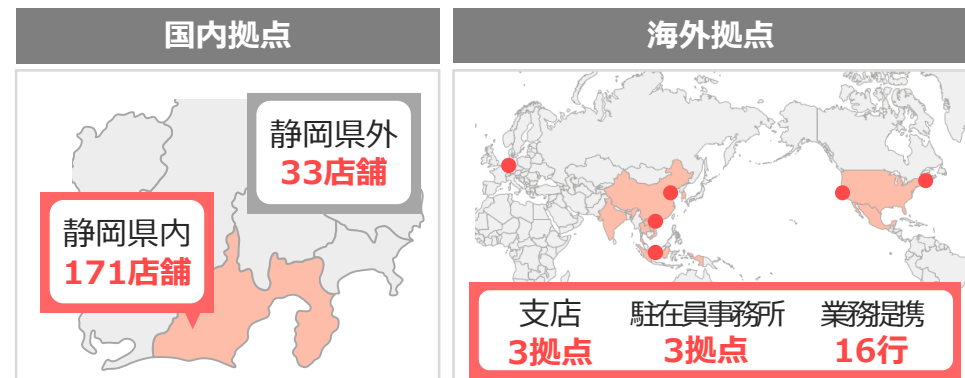 国内拠点
静岡県外
33店舗
静岡県内
171店舗
海外拠点
支店
3拠点
駐在員事務所
3拠点
業務提携
16行